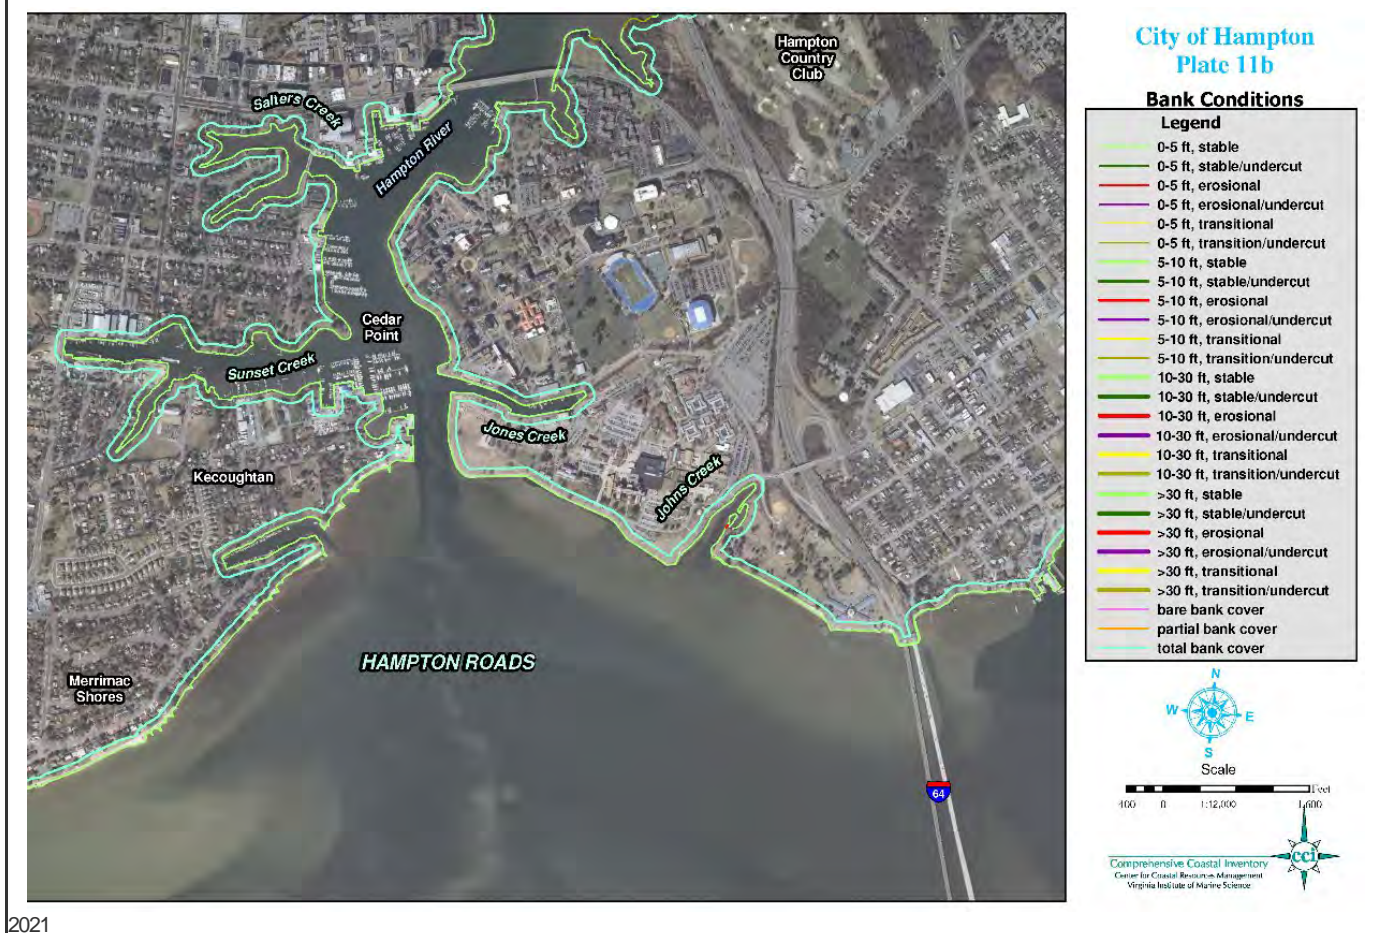 City of Hampton
Plate 11b
Bank Conditions
Legend
0-5 ft, stable
0-5 ft, stable/undercut
0-5 ft, erosional
0-5 ft, erosional/undercut
0-5 ft, transitional
0-5 ft, transition/undercut
5-10 ft, stable
5-10 ft, stable/undercut
5-10 ft, erosional
5-10 ft, erosional/undercut
5-10 ft, transitional
5-10 ft, transition/undercut
10-30 ft, stable
10-30 ft, stable/undercut
10-30 ft, erosional
10-30 ft, erosional/undercut
10-30 ft, transitional
10-30 ft, transition/undercut
>30 ft, stable
>30 ft, stable/undercut
>30 ft, erosional
>30 ft, erosional/undercut
>30 ft, transitional
>30 ft, transition/undercut
bare bank cover
partial bank cover
total bank cover
N
W
E
S
Scale
Feet
400 0 1:12,000 1,600
cci
Comprehensive Coastal Inventory
Center for Coastal Resources Management
Virginia Institute of Marine Science
Hampton
Country
Club
Salters Creek
Hampton River
Cedar
Point
Sunset Creek
Jones Creek
Johns Creek
Kecoughtan
HAMPTON ROADS
Merrimac
Shores
64
2021